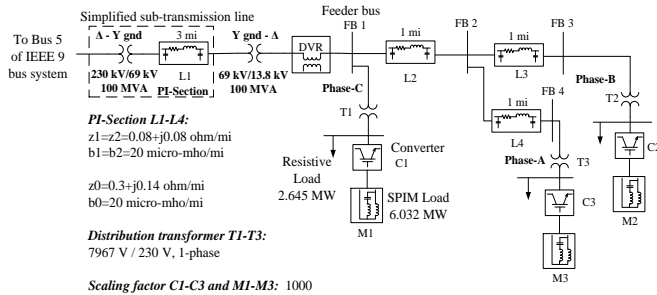 Simplified sub-transmission line
Feeder bus
To Bus 5
of IEEE 9
bus system
Δ - Y gnd
3 mi
Y gnd - Δ
DVR
FB 1
1 mi
FB 2
1 mi
FB 3
230 kV/69 kV
100 MVA
L1
PI-Section
69 kV/13.8 kV
100 MVA
L2
L3
Phase-C
Phase-B
T1
T2
1 mi
FB 4
L4
Phase-A
T3
PI-Section L1-L4:
z1=z2=0.08+j0.08 ohm/mi
b1=b2=20 micro-mho/mi
z0=0.3+j0.14 ohm/mi
b0=20 micro-mho/mi
Resistive
Load
2.645 MW
Converter
C1
SPIM Load
6.032 MW
M1
C2
M2
C3
M3
Distribution transformer T1-T3:
7967 V / 230 V, 1-phase
Scaling factor C1-C3 and M1-M3: 1000